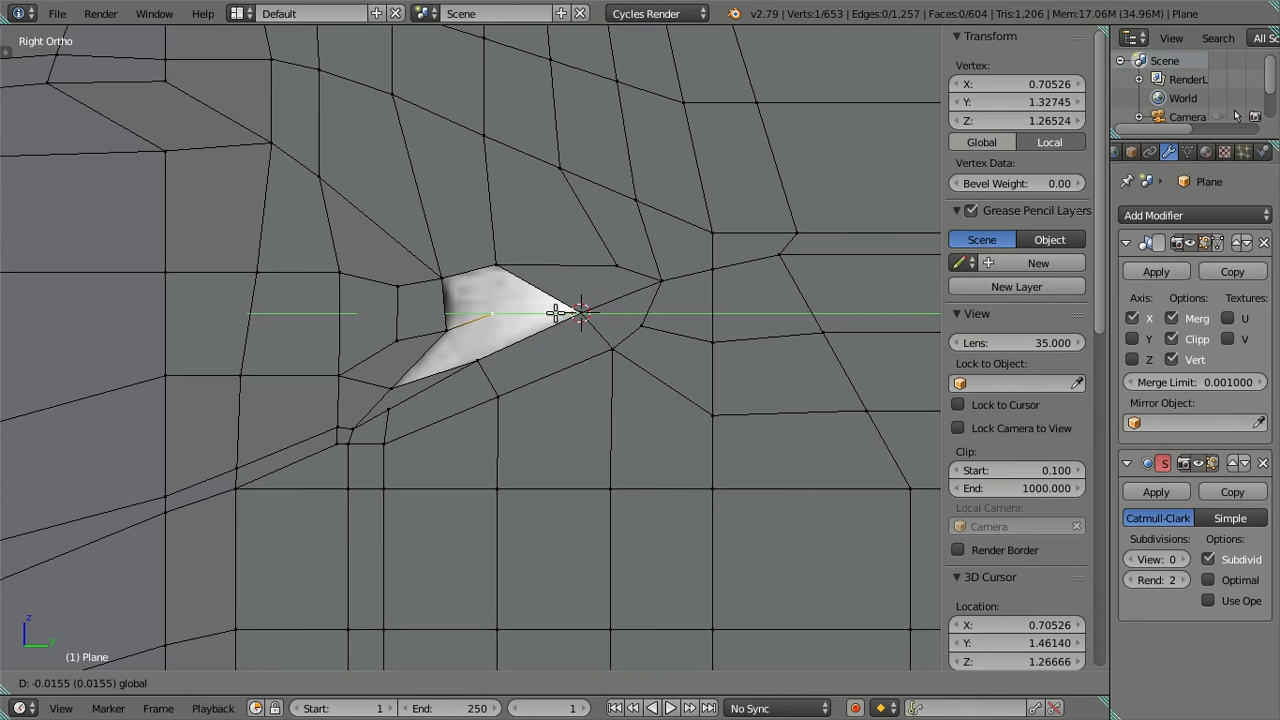 File Render Window Help Default Scene Cycles Render v2.79 | Verts:1/653 | Edges:0/1,257 | Faces:0/604 | Tris:1,206 | Mem:17.06M (34.96M) | Plane
Right Ortho
Transform
Vertex:
X: 0.70526
Y: 1.32745
Z: 1.26524
Global Local
Vertex Data:
Bevel Weight: 0.00
Grease Pencil Layers
Scene Object
New
New Layer
View
Lens: 35.000
Lock to Object:
Lock to Cursor
Lock Camera to View
Clip:
Start: 0.100
End: 1000.000
Local Camera:
Camera
Render Border
3D Cursor
Location:
X: 0.70526
Y: 1.46140
Z: 1.26666
View Search All Sc
Scene
RenderL
World
Camera
Plane
Add Modifier
Apply Copy
Axis: Options: Textures:
X Merg U
Y Clipp V
Z Vert
Merge Limit: 0.001000
Mirror Object:
S
Apply Copy
Catmull-Clark Simple
Subdivisions: Options:
View: 0 Subdivid
Rend: 2 Optimal
Use Ope
z
y
(1) Plane
D: -0.0155 (0.0155) global
View Marker Frame Playback Start: 1 End: 250 1 No Sync